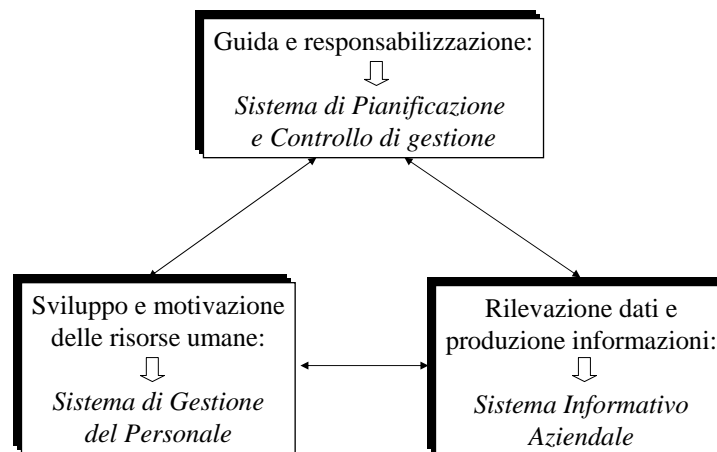 Guida e responsabilizzazione:
Sistema di Pianificazione
e Controllo di gestione
Sviluppo e motivazione
delle risorse umane:
Sistema di Gestione
del Personale
Rilevazione dati e
produzione informazioni:
Sistema Informativo
Aziendale